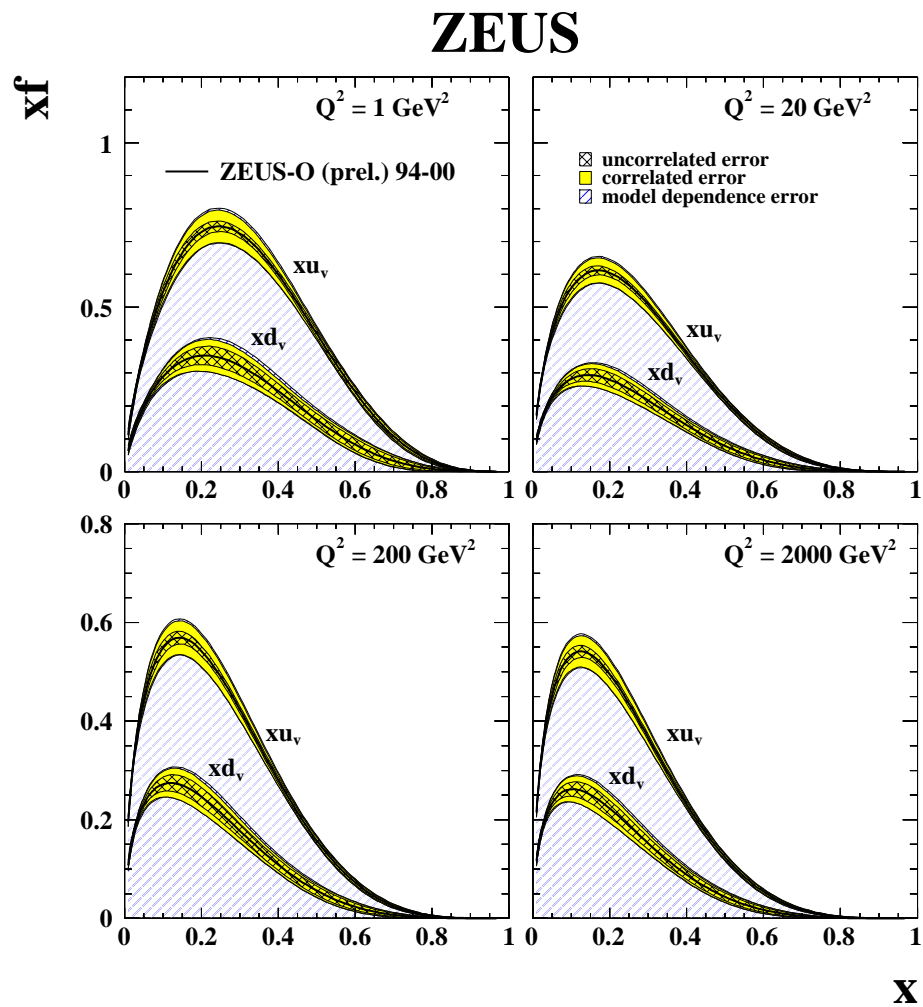 ZEUS
xf
Q² = 1 GeV²
Q² = 20 GeV²
1
ZEUS-O (prel.) 94-00
uncorrelated error
correlated error
model dependence error
xu_v
0.5
xd_v
xu_v
xd_v
0
0 0.2 0.4 0.6 0.8 1
0.2 0.4 0.6 0.8 1
0.8
Q² = 200 GeV²
Q² = 2000 GeV²
0.6
0.4
xu_v
xu_v
xd_v
xd_v
0.2
0
0 0.2 0.4 0.6 0.8 1
0 0.2 0.4 0.6 0.8 1
x